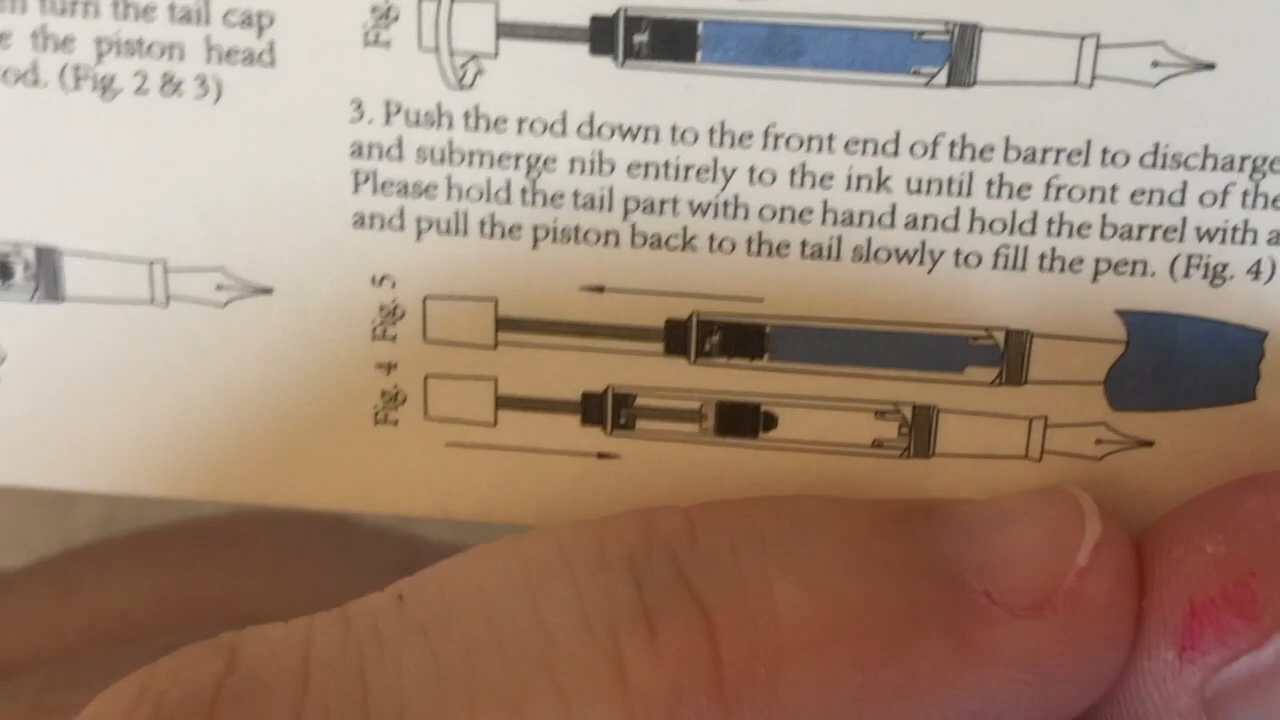 turn the tail cap
the piston head
od. (Fig. 2 & 3)
Fig.
3. Push the rod down to the front end of the barrel to discharge
and submerge nib entirely to the ink until the front end of the
Please hold the tail part with one hand and hold the barrel with a
and pull the piston back to the tail slowly to fill the pen. (Fig. 4)
Fig. 5
Fig. 4